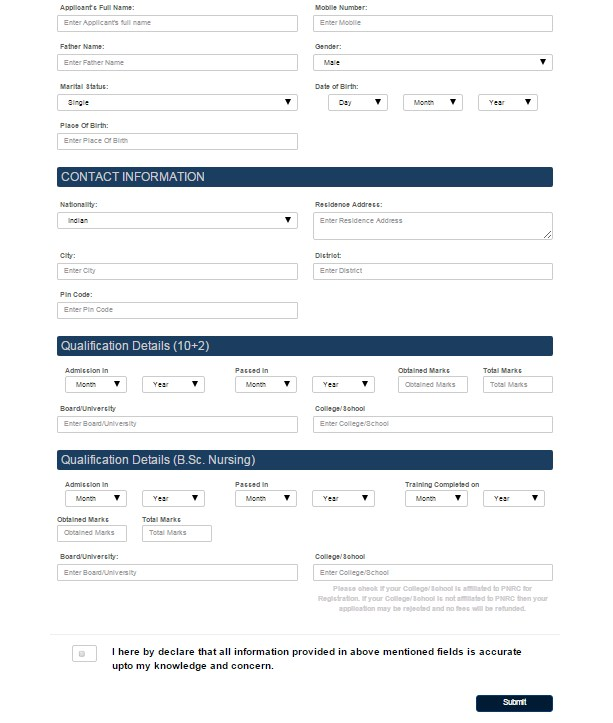 Applicant's Full Name: Mobile Number:
Enter Applicant's full name Enter Mobile
Father Name: Gender:
Enter Father Name Male
Marital Status: Date of Birth:
Single Day Month Year
Place Of Birth:
Enter Place Of Birth
CONTACT INFORMATION
Nationality: Residence Address:
Indian Enter Residence Address
City: District:
Enter City Enter District
Pin Code:
Enter Pin Code
Qualification Details (10+2)
Admission In Passed In Obtained Marks Total Marks
Month Year Month Year Obtained Marks Total Marks
Board/University College/School
Enter Board/University Enter College/School
Qualification Details (B.Sc. Nursing)
Admission In Passed In Training Completed on
Month Year Month Year Month Year
Obtained Marks Total Marks
Obtained Marks Total Marks
Board/University: College/School
Enter Board/University Enter College/School
Please check if your College/School is affiliated to PNRC for
Registration. If your College/School is not affiliated to PNRC then your
application may be rejected and no fees will be refunded.
I here by declare that all information provided in above mentioned fields is accurate
upto my knowledge and concern.
Submit